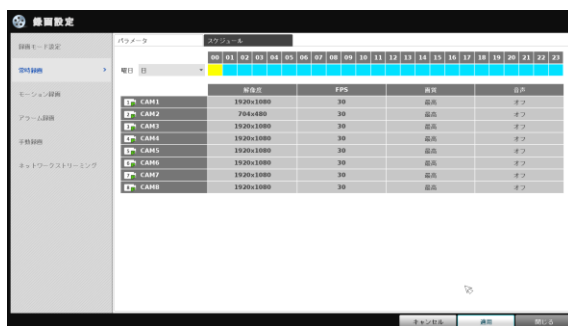 録画設定
録画モード設定
常時録画
モーション録画
アラーム録画
手動録画
ネットワークストリーミング
パラメータ スケジュール
00 01 02 03 04 05 06 07 08 09 10 11 12 13 14 15 16 17 18 19 20 21 22 23
曜日 日
解像度 FPS 画質 音声
1 CAM1 1920x1080 30 最高 オフ
2 CAM2 704x480 30 最高 オフ
3 CAM3 1920x1080 30 最高 オフ
4 CAM4 1920x1080 30 最高 オフ
5 CAM5 1920x1080 30 最高 オフ
6 CAM6 1920x1080 30 最高 オフ
7 CAM7 1920x1080 30 最高 オフ
8 CAM8 1920x1080 30 最高 オフ
キャンセル 適用 閉じる